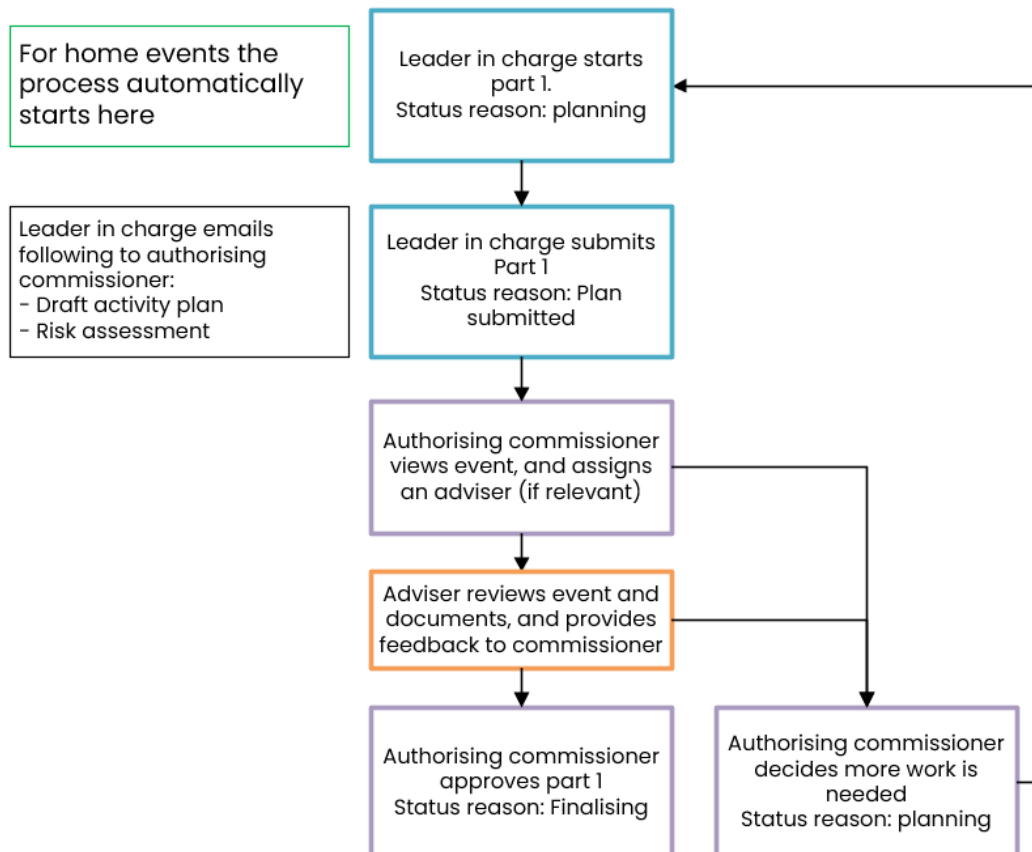 For home events the
process automatically
starts here
Leader in charge starts
part 1.
Status reason: planning
Leader in charge emails
following to authorising
commissioner:
- Draft activity plan
- Risk assessment
Leader in charge submits
Part 1
Status reason: Plan
submitted
Authorising commissioner
views event, and assigns
an adviser (if relevant)
Adviser reviews event and
documents, and provides
feedback to commissioner
Authorising commissioner
approves part 1
Status reason: Finalising
Authorising commissioner
decides more work is
needed
Status reason: planning